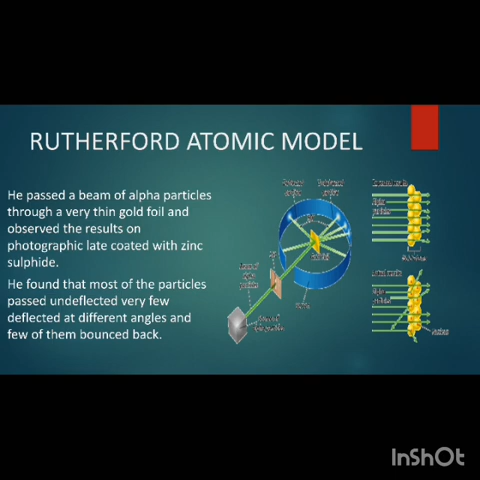 RUTHERFORD ATOMIC MODEL
He passed a beam of alpha particles
through a very thin gold foil and
observed the results on
photographic late coated with zinc
sulphide.
He found that most of the particles
passed undeflected very few
deflected at different angles and
few of them bounced back.
InShOt